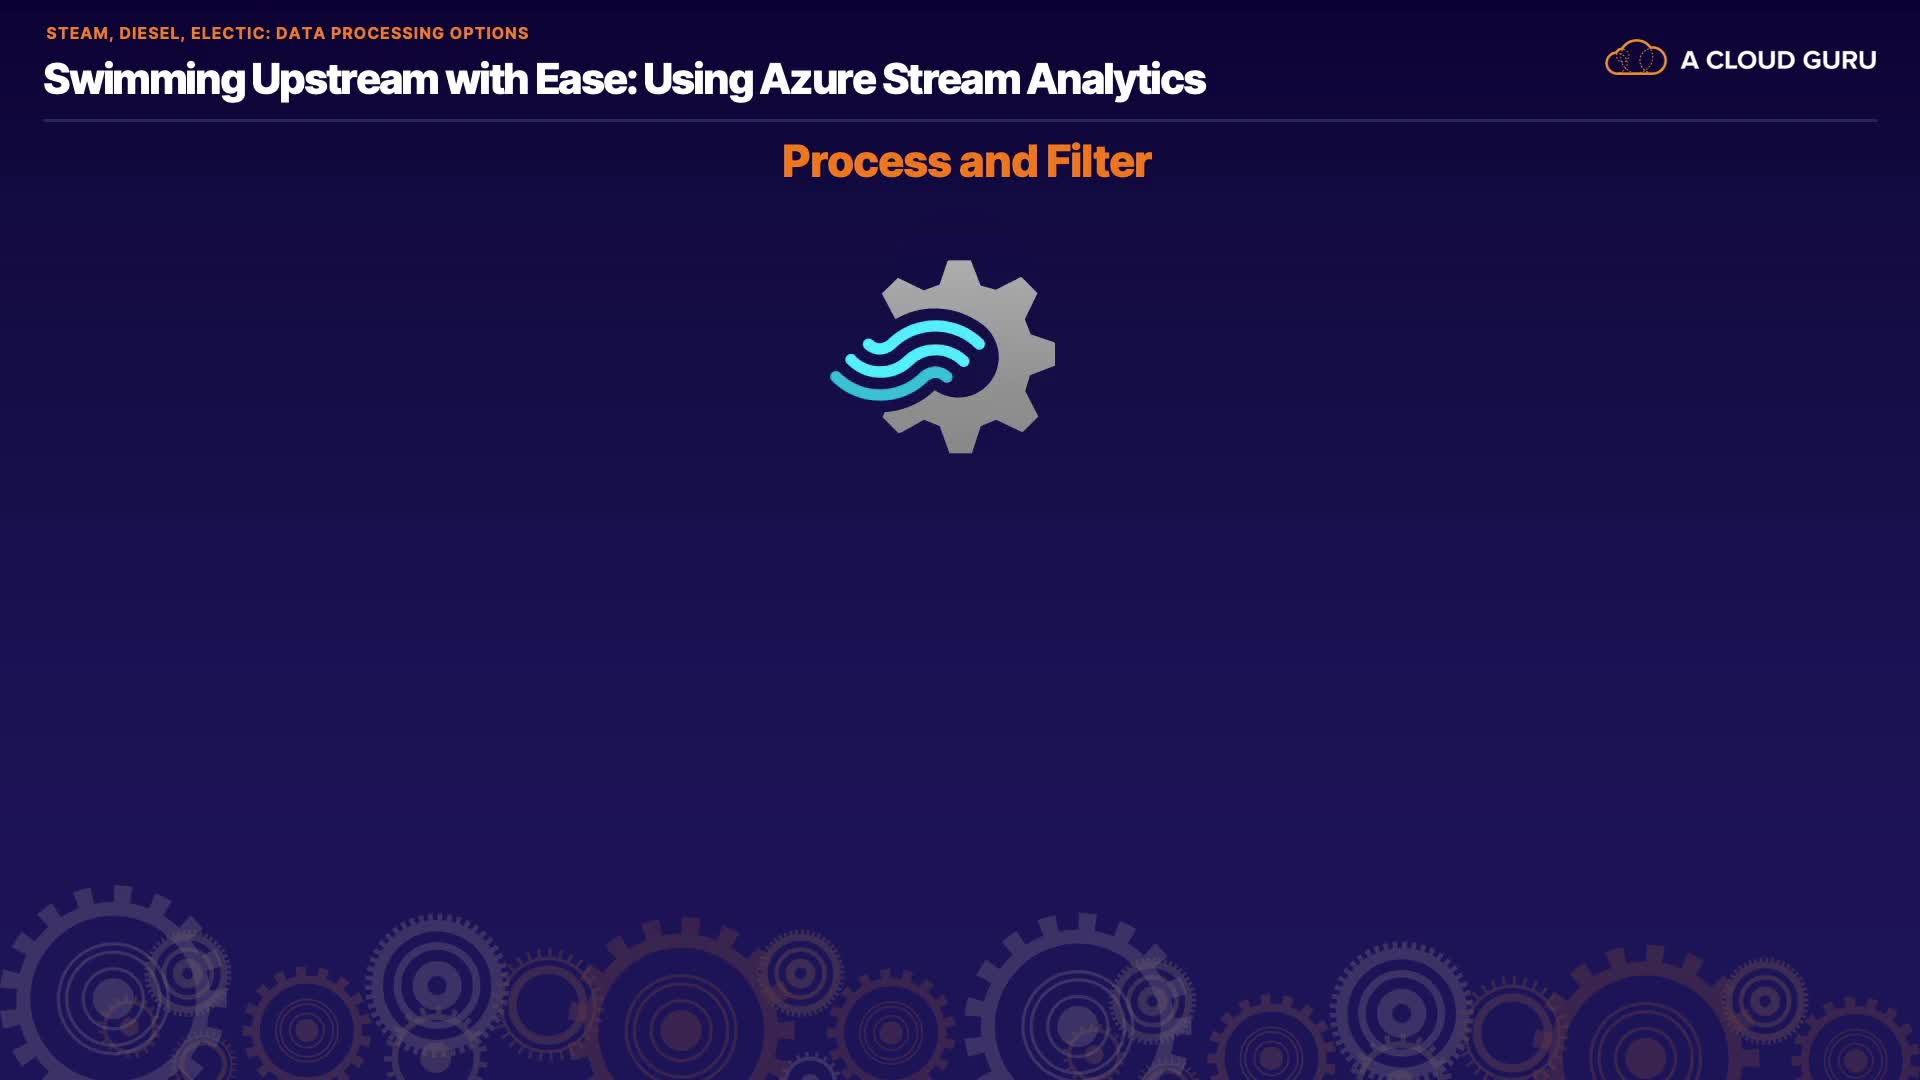 STEAM, DIESEL, ELECTIC: DATA PROCESSING OPTIONS
Swimming Upstream with Ease: Using Azure Stream Analytics
A CLOUD GURU
Process and Filter